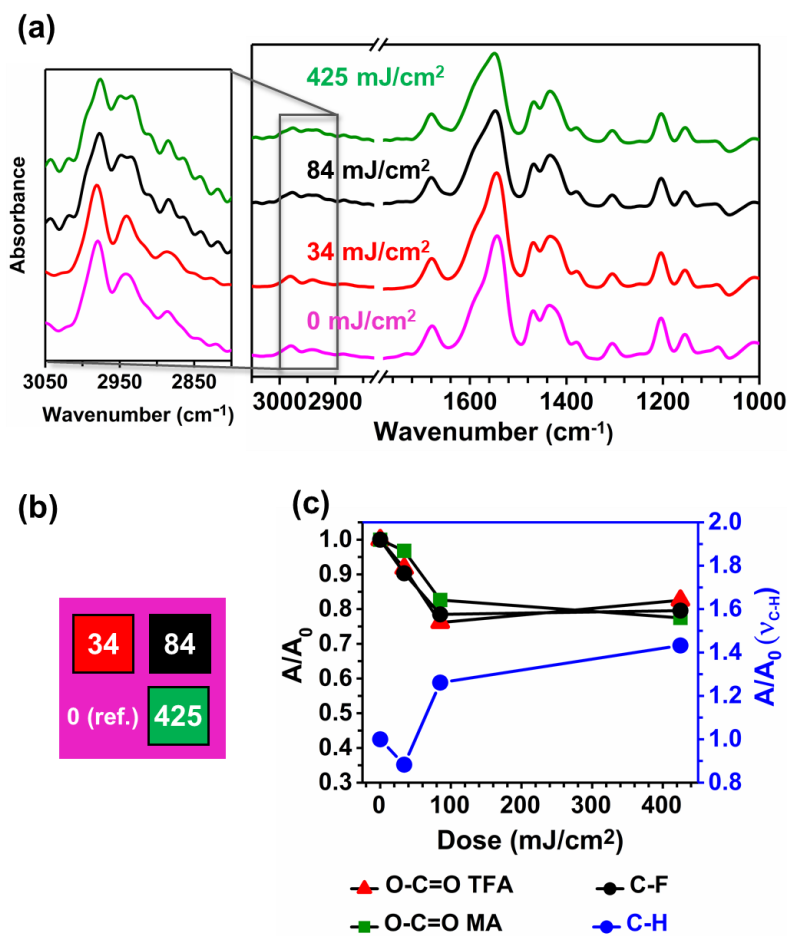 (a)
425 mJ/cm²
84 mJ/cm²
34 mJ/cm²
0 mJ/cm²
Absorbance
3050 2950 2850
Wavenumber (cm⁻¹)
3000 2900 1600 1400 1200 1000
Wavenumber (cm⁻¹)
(b)
34 84
0 (ref.) 425
(c)
1.0
0.9
0.8
0.7
0.6
0.5
0.4
0.3
A/A₀
2.0
1.8
1.6
1.4
1.2
1.0
0.8
A/A₀ (νC-H)
0 100 200 300 400
Dose (mJ/cm²)
O-C=O TFA C-F
O-C=O MA C-H